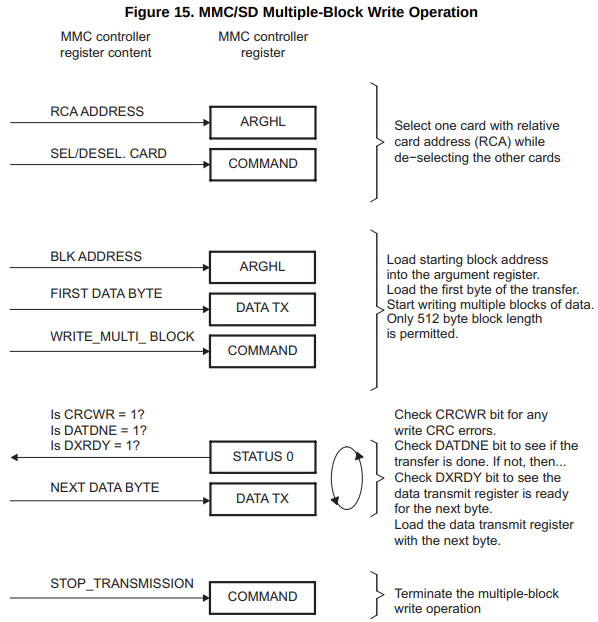 Figure 15. MMC/SD Multiple-Block Write Operation
MMC controller
register content
MMC controller
register
RCA ADDRESS
ARGHL
SEL/DESEL. CARD
COMMAND
Select one card with relative
card address (RCA) while
de−selecting the other cards
BLK ADDRESS
ARGHL
FIRST DATA BYTE
DATA TX
WRITE_MULTI_ BLOCK
COMMAND
Load starting block address
into the argument register.
Load the first byte of the transfer.
Start writing multiple blocks of data.
Only 512 byte block length
is permitted.
Is CRCWR = 1?
Is DATDNE = 1?
Is DXRDY = 1?
STATUS 0
NEXT DATA BYTE
DATA TX
Check CRCWR bit for any
write CRC errors.
Check DATDNE bit to see if the
transfer is done. If not, then...
Check DXRDY bit to see the
data transmit register is ready
for the next byte.
Load the data transmit register
with the next byte.
STOP_TRANSMISSION
COMMAND
Terminate the multiple-block
write operation